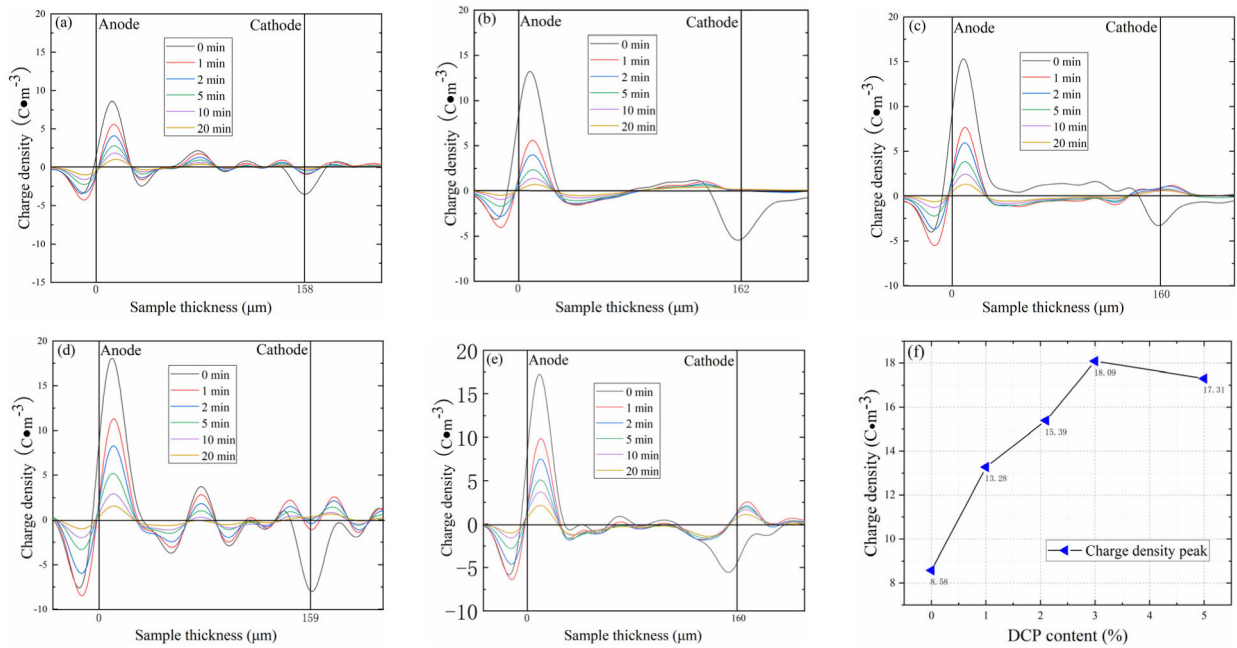 (a)
Anode
Cathode
0 min
1 min
2 min
5 min
10 min
20 min
Charge density (C•m⁻³)
20
15
10
5
0
-5
-10
-15
0
158
Sample thickness (μm)
(b)
Anode
Cathode
0 min
1 min
2 min
5 min
10 min
20 min
Charge density (C•m⁻³)
20
15
10
5
0
-5
-10
0
162
Sample thickness (μm)
(c)
Anode
Cathode
0 min
1 min
2 min
5 min
10 min
20 min
Charge density (C•m⁻³)
20
15
10
5
0
-5
-10
0
160
Sample thickness (μm)
(d)
Anode
Cathode
0 min
1 min
2 min
5 min
10 min
20 min
Charge density (C•m⁻³)
20
15
10
5
0
-5
-10
0
159
Sample thickness (μm)
(e)
Anode
Cathode
0 min
1 min
2 min
5 min
10 min
20 min
Charge density (C•m⁻³)
20
15
10
5
0
-5
-10
0
160
Sample thickness (μm)
(f)
Charge density (C•m⁻³)
18
16
14
12
10
8
18.09
17.31
15.39
13.28
8.58
Charge density peak
0
1
2
3
4
5
DCP content (%)